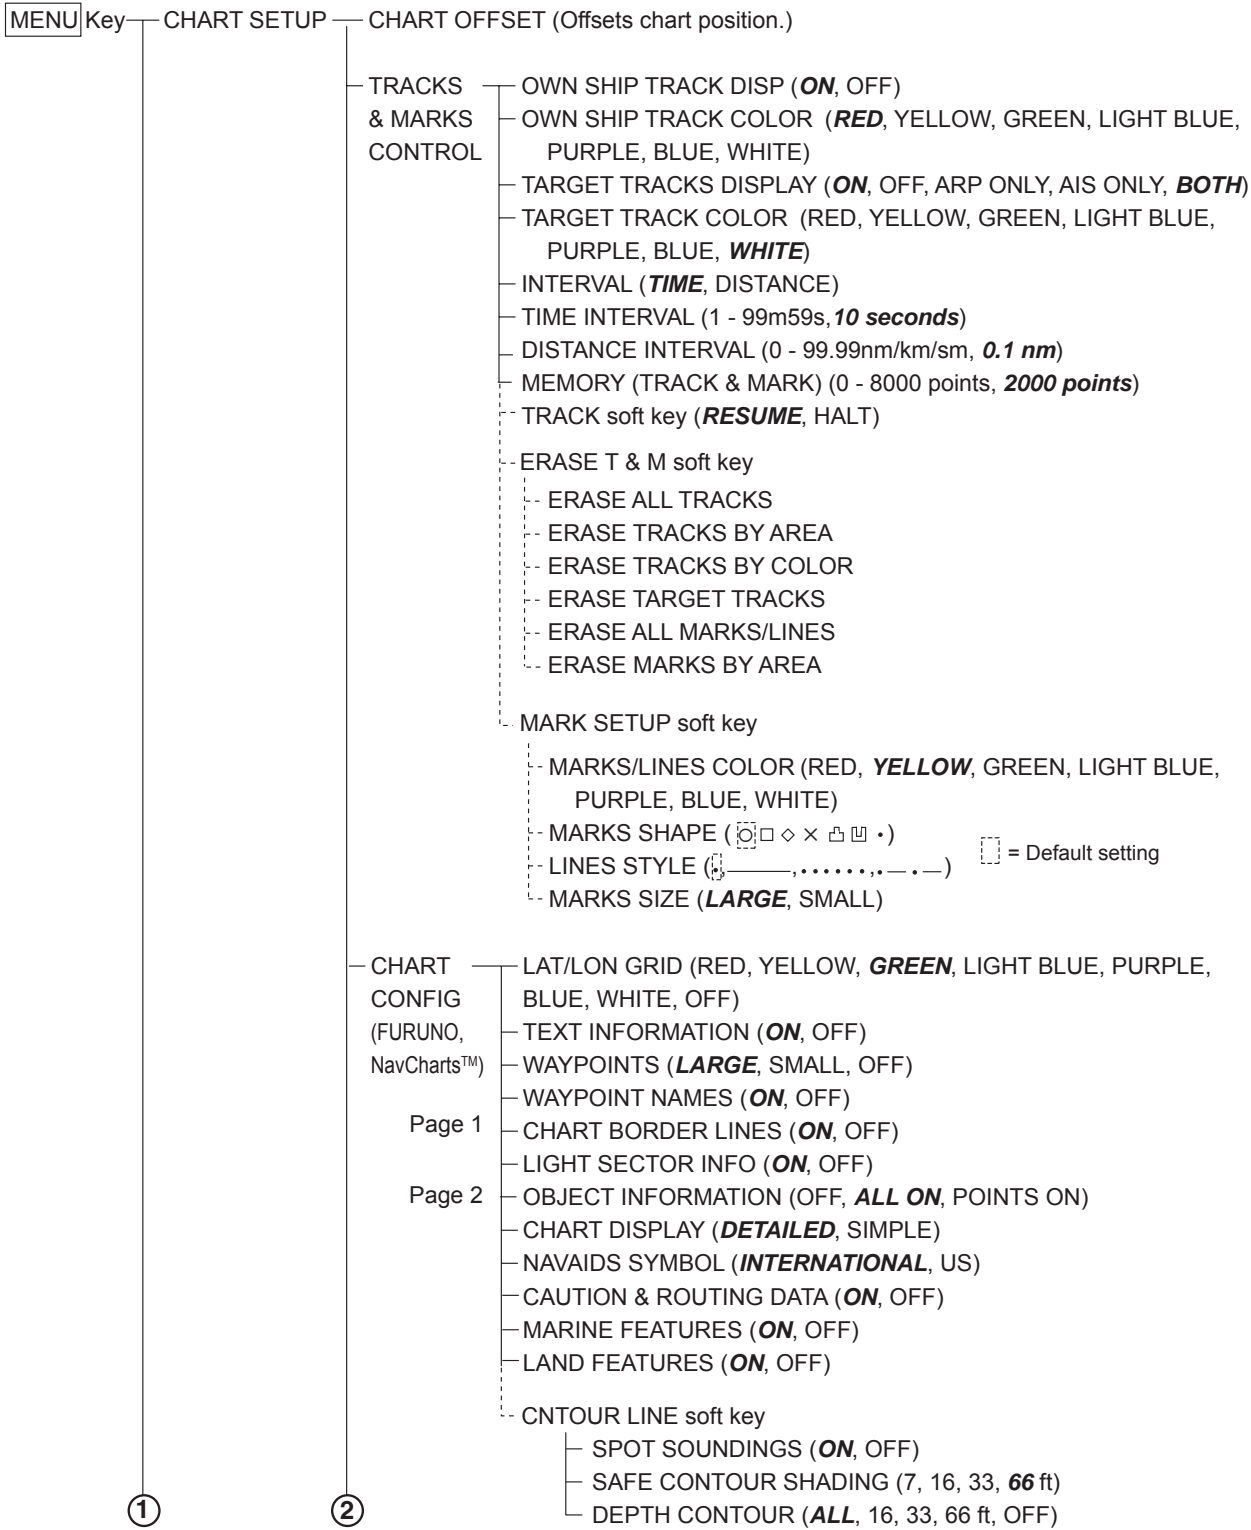 MENU Key CHART SETUP CHART OFFSET (Offsets chart position.)
TRACKS & MARKS CONTROL
OWN SHIP TRACK DISP (ON, OFF)
OWN SHIP TRACK COLOR (RED, YELLOW, GREEN, LIGHT BLUE,
PURPLE, BLUE, WHITE)
TARGET TRACKS DISPLAY (ON, OFF, ARP ONLY, AIS ONLY, BOTH)
TARGET TRACK COLOR (RED, YELLOW, GREEN, LIGHT BLUE,
PURPLE, BLUE, WHITE)
INTERVAL (TIME, DISTANCE)
TIME INTERVAL (1 - 99m59s,10 seconds)
DISTANCE INTERVAL (0 - 99.99nm/km/sm, 0.1 nm)
MEMORY (TRACK & MARK) (0 - 8000 points, 2000 points)
TRACK soft key (RESUME, HALT)
ERASE T & M soft key
ERASE ALL TRACKS
ERASE TRACKS BY AREA
ERASE TRACKS BY COLOR
ERASE TARGET TRACKS
ERASE ALL MARKS/LINES
ERASE MARKS BY AREA
MARK SETUP soft key
MARKS/LINES COLOR (RED, YELLOW, GREEN, LIGHT BLUE,
PURPLE, BLUE, WHITE)
MARKS SHAPE ( ○ □ ◇ × 凸 凹 • )
= Default setting
LINES STYLE (•, ———, • • • • • •, • — • —)
MARKS SIZE (LARGE, SMALL)
CHART CONFIG
(FURUNO, NavCharts™)
Page 1
Page 2
LAT/LON GRID (RED, YELLOW, GREEN, LIGHT BLUE, PURPLE,
BLUE, WHITE, OFF)
TEXT INFORMATION (ON, OFF)
WAYPOINTS (LARGE, SMALL, OFF)
WAYPOINT NAMES (ON, OFF)
CHART BORDER LINES (ON, OFF)
LIGHT SECTOR INFO (ON, OFF)
OBJECT INFORMATION (OFF, ALL ON, POINTS ON)
CHART DISPLAY (DETAILED, SIMPLE)
NAVAIDS SYMBOL (INTERNATIONAL, US)
CAUTION & ROUTING DATA (ON, OFF)
MARINE FEATURES (ON, OFF)
LAND FEATURES (ON, OFF)
CNTOUR LINE soft key
SPOT SOUNDINGS (ON, OFF)
SAFE CONTOUR SHADING (7, 16, 33, 66 ft)
DEPTH CONTOUR (ALL, 16, 33, 66 ft, OFF)
1 2